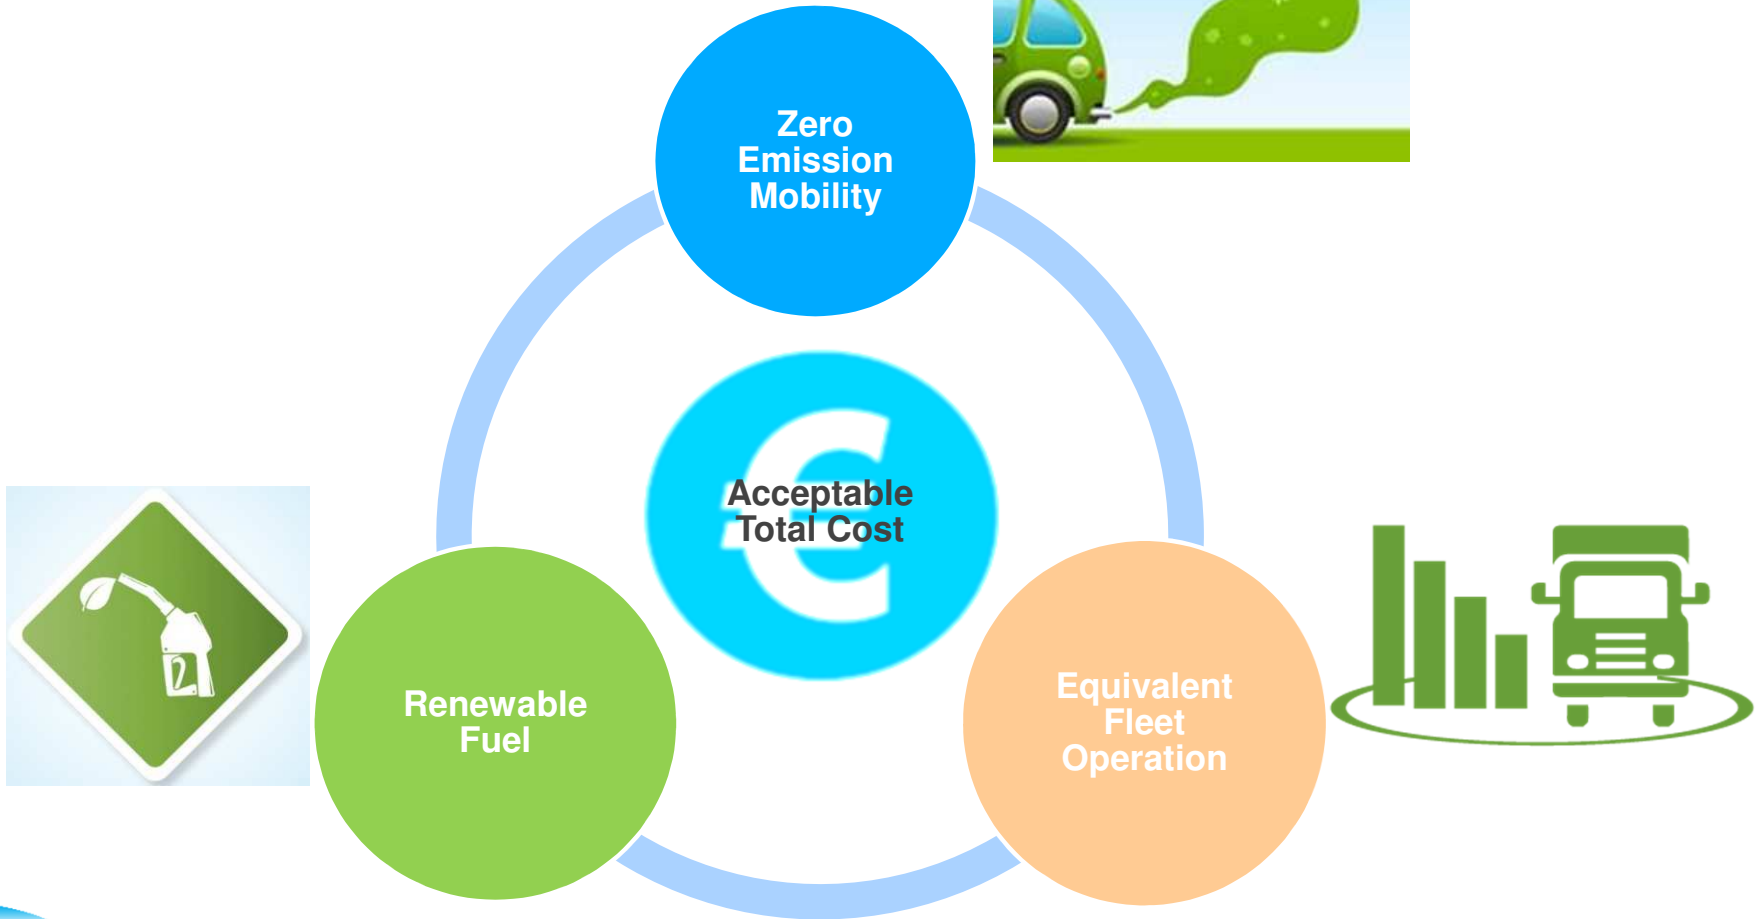 Zero
Emission
Mobility
Acceptable
Total Cost
Renewable
Fuel
Equivalent
Fleet
Operation